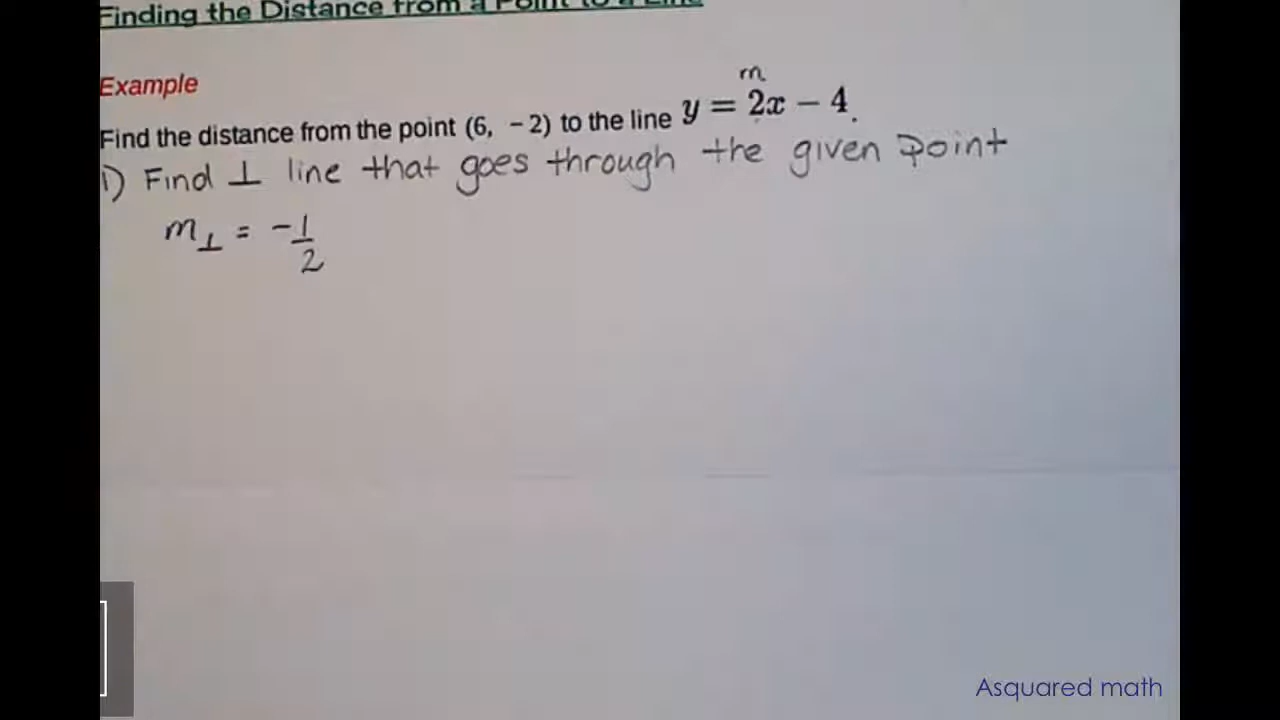 Finding the Distance from a Point to a Line
Example
m
Find the distance from the point (6, -2) to the line y = 2x - 4.
1) Find ⊥ line that goes through the given point
m⊥ = -1/2
Asquared math